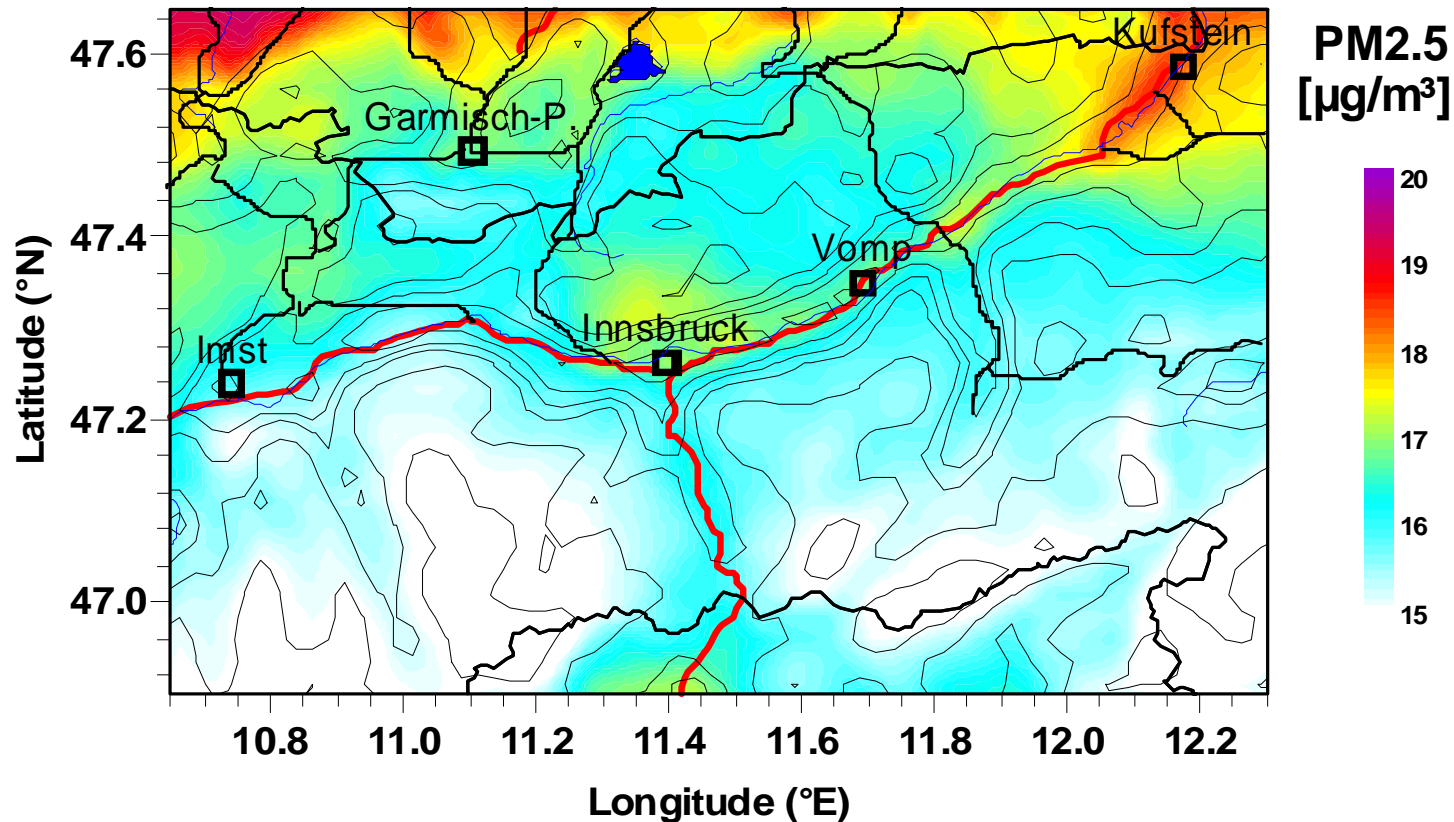 Kufstein
PM2.5
[µg/m³]
47.6
Garmisch-P.
20
47.4
Vomp
19
Latitude (°N)
Innsbruck
18
Imst
47.2
17
16
47.0
15
10.8 11.0 11.2 11.4 11.6 11.8 12.0 12.2
Longitude (°E)